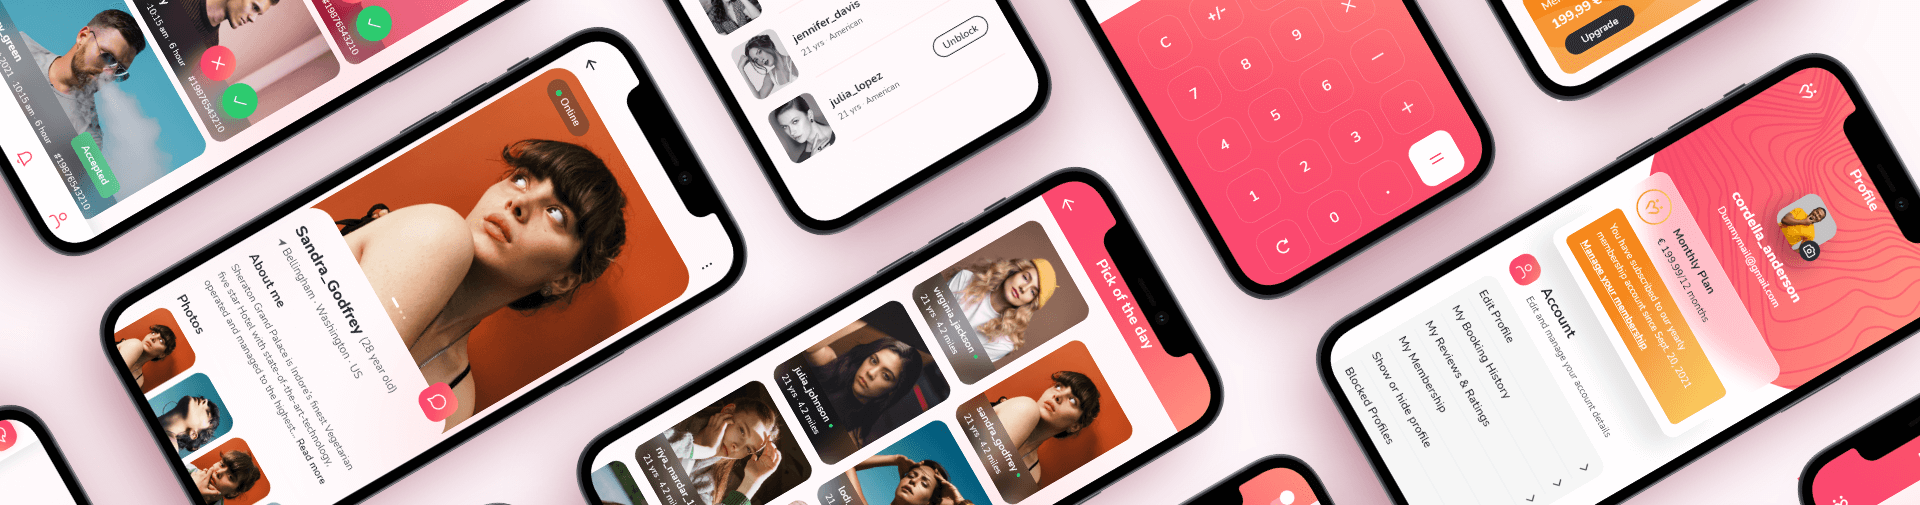 10:15 am · 6 hour
#19876543210
Accepted
10:15 am · 6 hour
#19876543210
#19876543210
Online
Sandra_Godfrey (28 year old)
Bellingham · Washington · US
About me
Sheraton Grand Palace is Indore's finest Vegetarian
five star Hotel with state-of-the-art-technology,
operated and managed to the highest... Read more
Photos
jennifer_davis
21 yrs · American
Unblock
julia_lopez
21 yrs · American
Pick of the day
virginia_jackson
21 yrs · 4.2 miles
sandra_godfrey
21 yrs · 4.2 miles
julia_johnson
21 yrs · 4.2 miles
riya_mardar_1
21 yrs · 4.2 mi
C
+/-
×
7
8
9
−
4
5
6
+
1
2
3
=
0
.
199,99 €
Upgrade
Profile
cordella_anderson
Dummymail@gmail.com
Monthly Plan
€ 199.99/12 months
You have subscribed to our yearly
membership account since Sept. 20, 2021
Manage your membership
Account
Edit and manage your account details
Edit Profile
My Booking History
My Reviews & Ratings
My Membership
Show or hide profile
Blocked Profiles